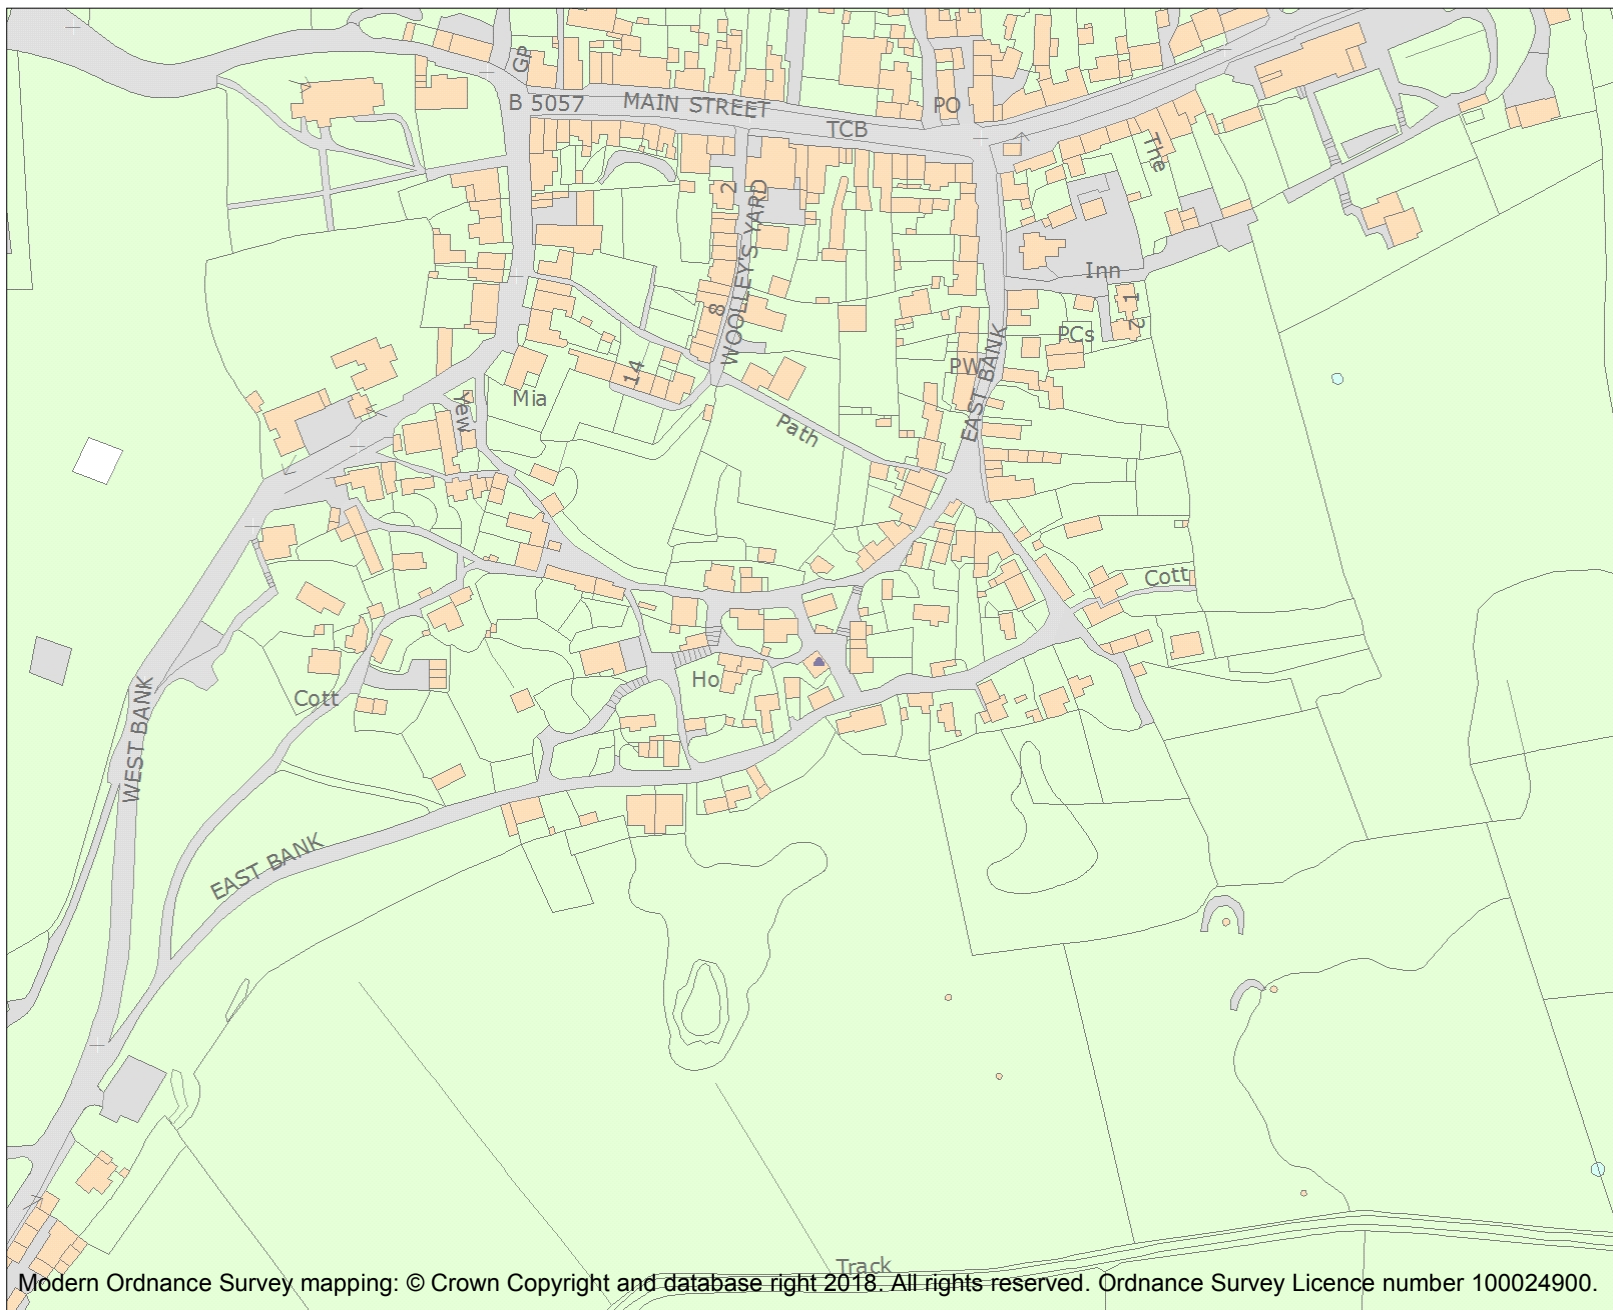 GP
B 5057
MAIN STREET
PO
TCB
The
2
WOOLLEY'S YARD
Inn
1
2
8
PCs
PW
EAST BANK
14
Mia
Yew
Path
Cott
Ho
Cott
WEST BANK
EAST BANK
Track
Modern Ordnance Survey mapping: © Crown Copyright and database right 2018. All rights reserved. Ordnance Survey Licence number 100024900.